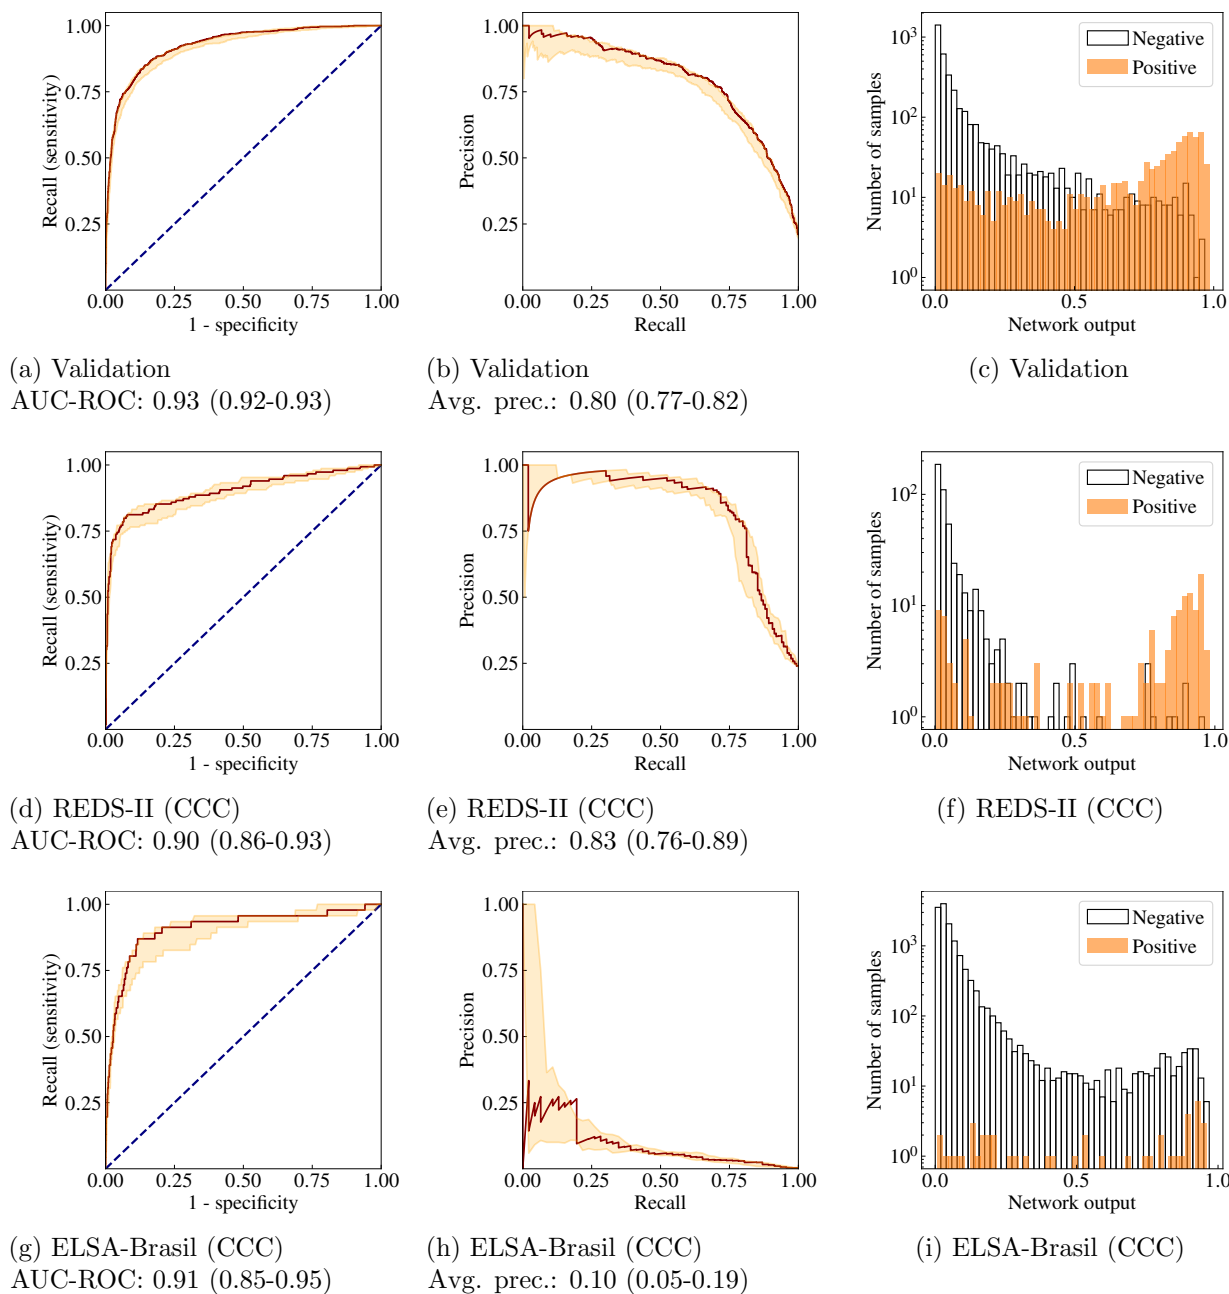 1.00
0.75
0.50
0.25
Recall (sensitivity)
0.00 0.25 0.50 0.75 1.00
1 - specificity
(a) Validation
AUC-ROC: 0.93 (0.92-0.93)
1.00
0.75
0.50
0.25
Precision
0.00 0.25 0.50 0.75 1.00
Recall
(b) Validation
Avg. prec.: 0.80 (0.77-0.82)
10³
10²
10¹
10⁰
Number of samples
Negative
Positive
0.0 0.5 1.0
Network output
(c) Validation
1.00
0.75
0.50
0.25
Recall (sensitivity)
0.00 0.25 0.50 0.75 1.00
1 - specificity
(d) REDS-II (CCC)
AUC-ROC: 0.90 (0.86-0.93)
1.00
0.75
0.50
0.25
Precision
0.00 0.25 0.50 0.75 1.00
Recall
(e) REDS-II (CCC)
Avg. prec.: 0.83 (0.76-0.89)
10²
10¹
10⁰
Number of samples
Negative
Positive
0.0 0.5 1.0
Network output
(f) REDS-II (CCC)
1.00
0.75
0.50
0.25
Recall (sensitivity)
0.00 0.25 0.50 0.75 1.00
1 - specificity
(g) ELSA-Brasil (CCC)
AUC-ROC: 0.91 (0.85-0.95)
1.00
0.75
0.50
0.25
Precision
0.00 0.25 0.50 0.75 1.00
Recall
(h) ELSA-Brasil (CCC)
Avg. prec.: 0.10 (0.05-0.19)
10³
10²
10¹
10⁰
Number of samples
Negative
Positive
0.0 0.5 1.0
Network output
(i) ELSA-Brasil (CCC)